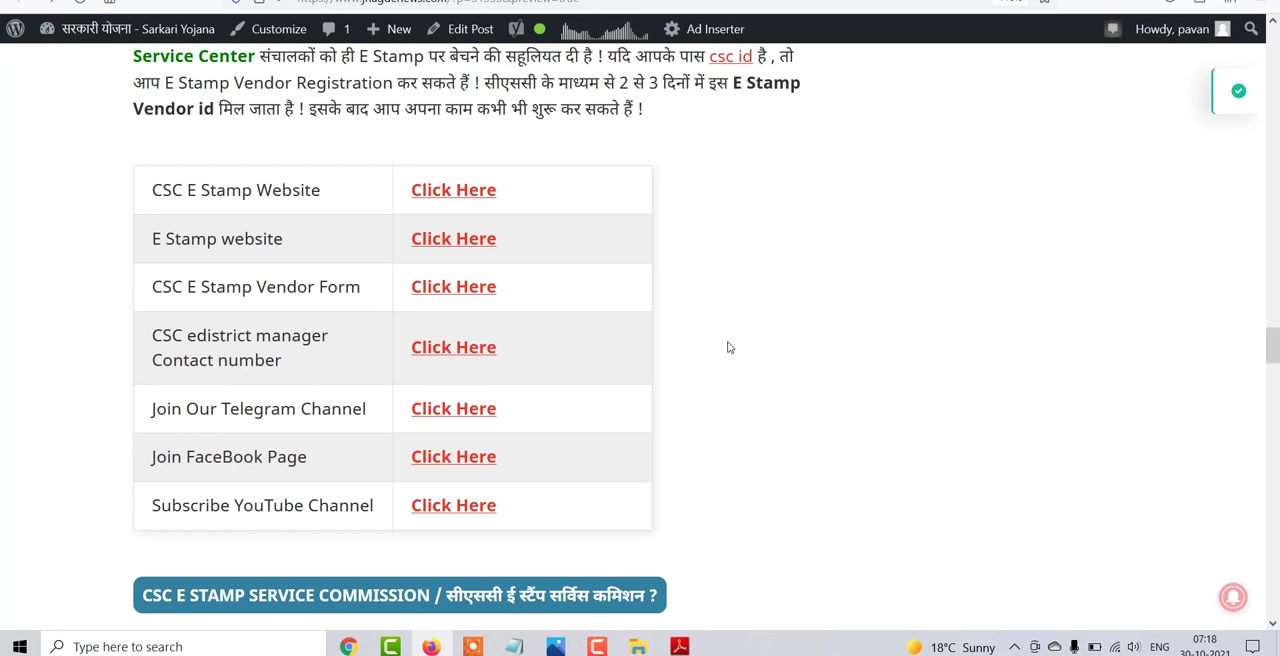 सरकारी योजना - Sarkari Yojana Customize 1 New Edit Post Ad Inserter Howdy, pavan
Service Center संचालकों को ही E Stamp पर बेचने की सहूलियत दी है ! यदि आपके पास csc id है , तो
आप E Stamp Vendor Registration कर सकते हैं ! सीएससी के माध्यम से 2 से 3 दिनों में इस E Stamp
Vendor id मिल जाता है ! इसके बाद आप अपना काम कभी भी शुरू कर सकते हैं !
CSC E Stamp Website Click Here
E Stamp website Click Here
CSC E Stamp Vendor Form Click Here
CSC edistrict manager
Contact number Click Here
Join Our Telegram Channel Click Here
Join FaceBook Page Click Here
Subscribe YouTube Channel Click Here
CSC E STAMP SERVICE COMMISSION / सीएससी ई स्टैंप सर्विस कमिशन ?
Type here to search 18°C Sunny ENG 07:18
30-10-2021